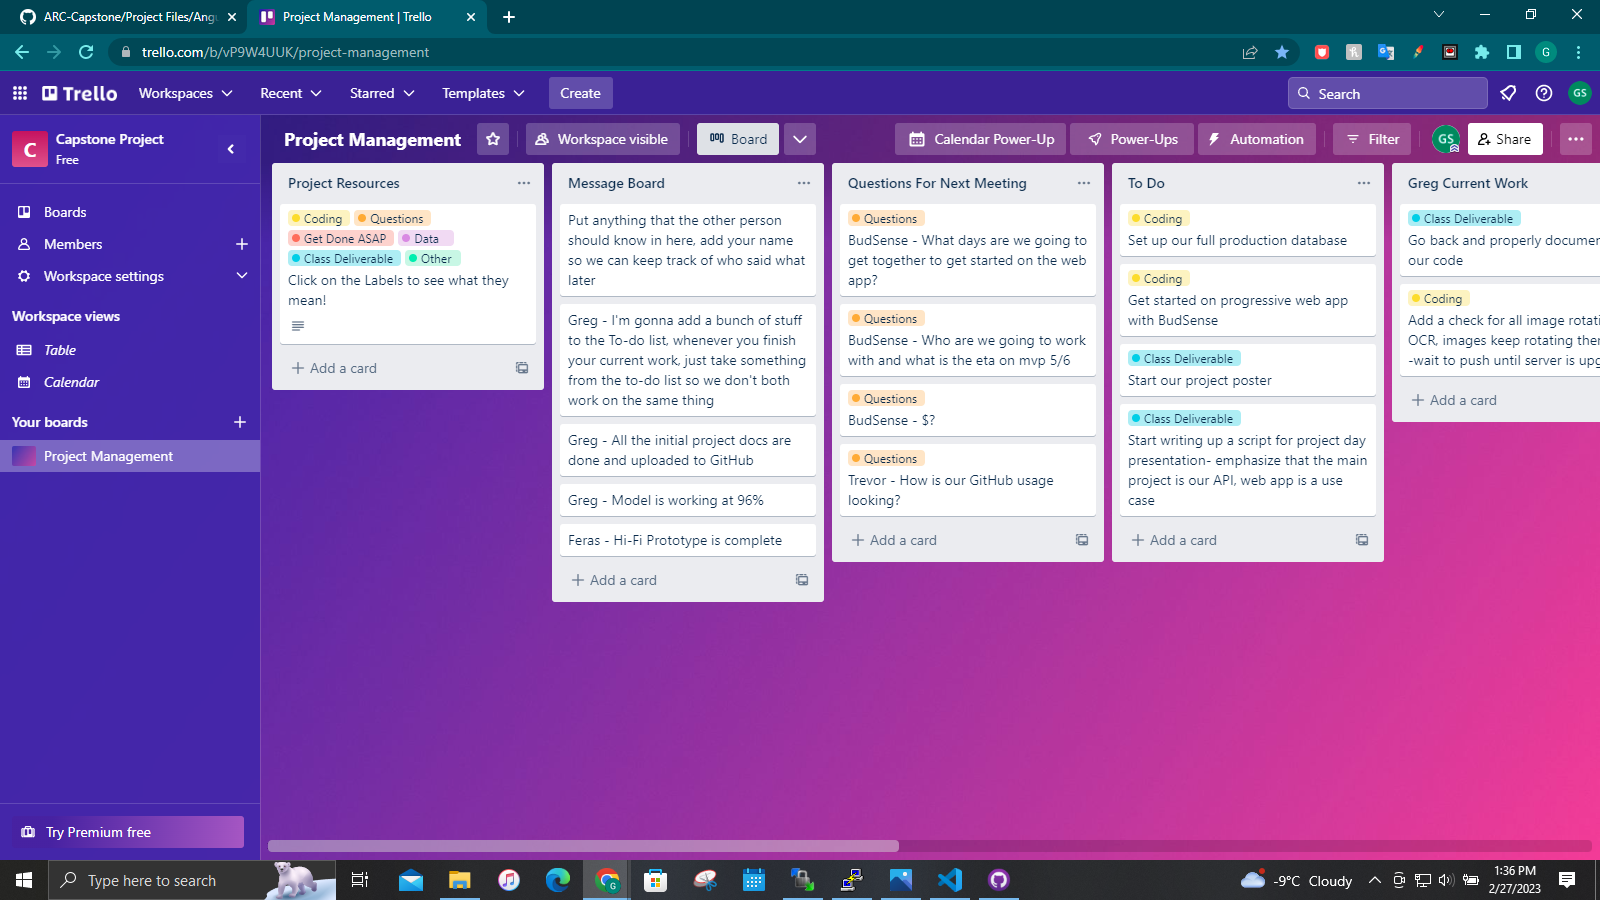 ARC-Capstone/Project Files/Angu
Project Management | Trello
trello.com/b/vP9W4UUK/project-management
G
Trello
Workspaces
Recent
Starred
Templates
Create
Search
GS
C
Capstone Project
Free
Project Management
Workspace visible
Board
Calendar Power-Up
Power-Ups
Automation
Filter
GS
Share
Boards
Members
Workspace settings
Workspace views
Table
Calendar
Your boards
Project Management
Try Premium free
Project Resources
Coding
Questions
Get Done ASAP
Data
Class Deliverable
Other
Click on the Labels to see what they
mean!
Add a card
Message Board
Put anything that the other person
should know in here, add your name
so we can keep track of who said what
later
Greg - I'm gonna add a bunch of stuff
to the To-do list, whenever you finish
your current work, just take something
from the to-do list so we don't both
work on the same thing
Greg - All the initial project docs are
done and uploaded to GitHub
Greg - Model is working at 96%
Feras - Hi-Fi Prototype is complete
Add a card
Questions For Next Meeting
Questions
BudSense - What days are we going to
get together to get started on the web
app?
Questions
BudSense - Who are we going to work
with and what is the eta on mvp 5/6
Questions
BudSense - $?
Questions
Trevor - How is our GitHub usage
looking?
Add a card
To Do
Coding
Set up our full production database
Coding
Get started on progressive web app
with BudSense
Class Deliverable
Start our project poster
Class Deliverable
Start writing up a script for project day
presentation- emphasize that the main
project is our API, web app is a use
case
Add a card
Greg Current Work
Class Deliverable
Go back and properly documen
our code
Coding
Add a check for all image rotati
OCR, images keep rotating ther
-wait to push until server is upg
Add a card
Type here to search
G
-9°C Cloudy
1:36 PM
2/27/2023